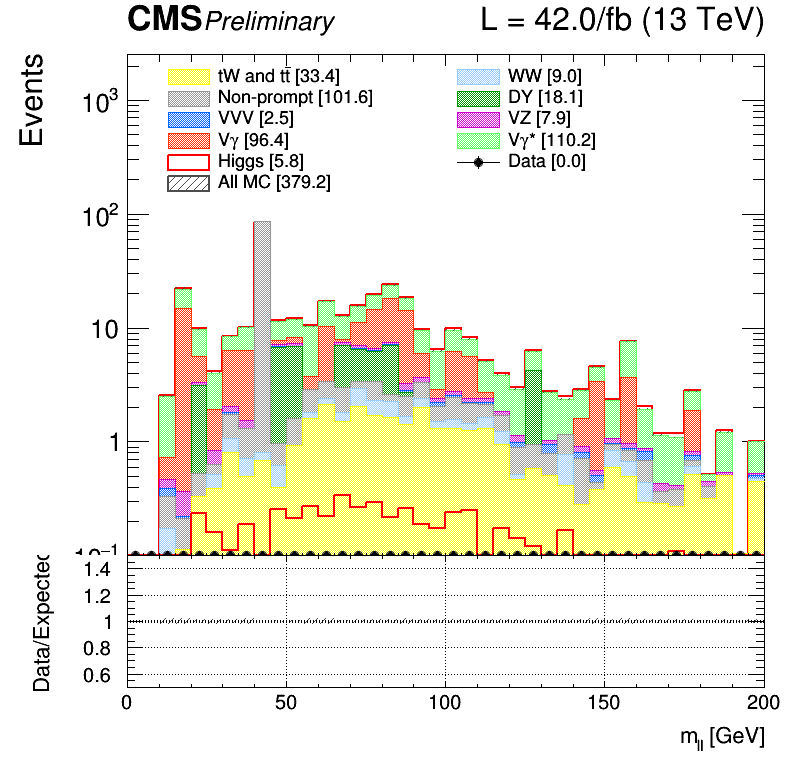 CMS Preliminary L = 42.0/fb (13 TeV)
Events
tW and tt̄ [33.4] WW [9.0]
Non-prompt [101.6] DY [18.1]
VVV [2.5] VZ [7.9]
Vγ [96.4] Vγ* [110.2]
Higgs [5.8] Data [0.0]
All MC [379.2]
10³
10²
10
1
10⁻¹
Data/Expected
1.4
1.2
1
0.8
0.6
0 50 100 150 200
m_ll [GeV]